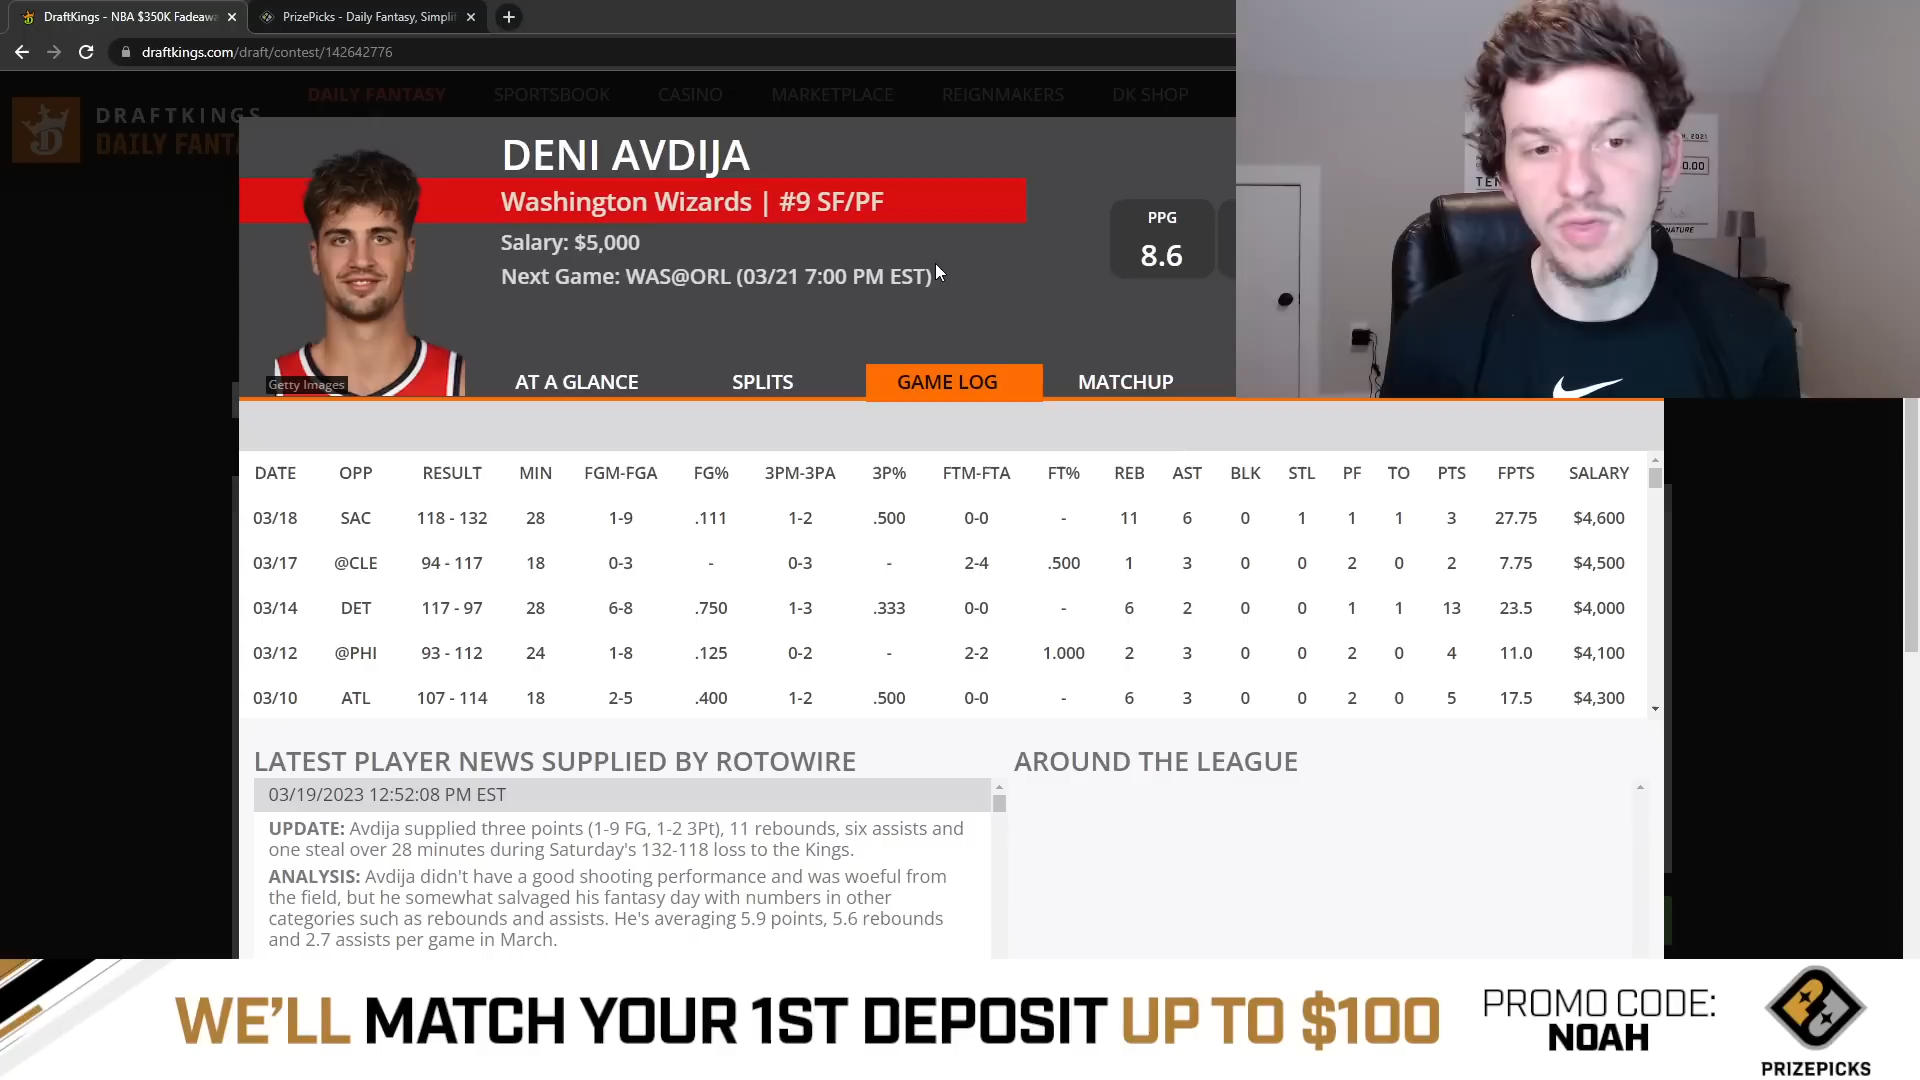 DraftKings - NBA $350K Fadeawa
PrizePicks - Daily Fantasy, Simplif
draftkings.com/draft/contest/142642776
DRAFTKINGS
DAILY FANTA
DAILY FANTASY SPORTSBOOK CASINO MARKETPLACE REIGNMAKERS DK SHOP
DENI AVDIJA
Washington Wizards | #9 SF/PF
Salary: $5,000
Next Game: WAS@ORL (03/21 7:00 PM EST)
PPG
8.6
Getty Images
AT A GLANCE SPLITS GAME LOG MATCHUP
DATE OPP RESULT MIN FGM-FGA FG% 3PM-3PA 3P% FTM-FTA FT% REB AST BLK STL PF TO PTS FPTS SALARY
03/18 SAC 118 - 132 28 1-9 .111 1-2 .500 0-0 - 11 6 0 1 1 1 3 27.75 $4,600
03/17 @CLE 94 - 117 18 0-3 - 0-3 - 2-4 .500 1 3 0 0 2 0 2 7.75 $4,500
03/14 DET 117 - 97 28 6-8 .750 1-3 .333 0-0 - 6 2 0 0 1 1 13 23.5 $4,000
03/12 @PHI 93 - 112 24 1-8 .125 0-2 - 2-2 1.000 2 3 0 0 2 0 4 11.0 $4,100
03/10 ATL 107 - 114 18 2-5 .400 1-2 .500 0-0 - 6 3 0 0 2 0 5 17.5 $4,300
LATEST PLAYER NEWS SUPPLIED BY ROTOWIRE
AROUND THE LEAGUE
03/19/2023 12:52:08 PM EST
UPDATE: Avdija supplied three points (1-9 FG, 1-2 3Pt), 11 rebounds, six assists and
one steal over 28 minutes during Saturday's 132-118 loss to the Kings.
ANALYSIS: Avdija didn't have a good shooting performance and was woeful from
the field, but he somewhat salvaged his fantasy day with numbers in other
categories such as rebounds and assists. He's averaging 5.9 points, 5.6 rebounds
and 2.7 assists per game in March.
WE'LL MATCH YOUR 1ST DEPOSIT UP TO $100
PROMO CODE:
NOAH
PRIZEPICKS